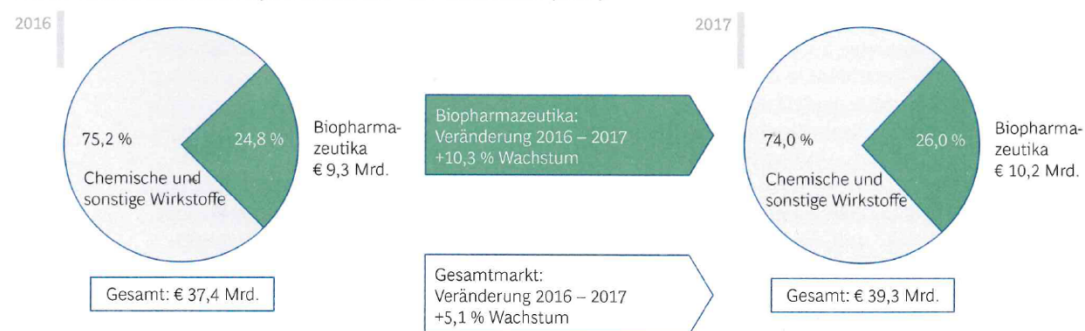 2016
75,2 %
24,8 %
Chemische und
sonstige Wirkstoffe
Biopharma-
zeutika
€ 9,3 Mrd.
Gesamt: € 37,4 Mrd.
Biopharmazeutika:
Veränderung 2016 – 2017
+10,3 % Wachstum
Gesamtmarkt:
Veränderung 2016 – 2017
+5,1 % Wachstum
2017
74,0 %
26,0 %
Chemische und
sonstige Wirkstoffe
Biopharma-
zeutika
€ 10,2 Mrd.
Gesamt: € 39,3 Mrd.